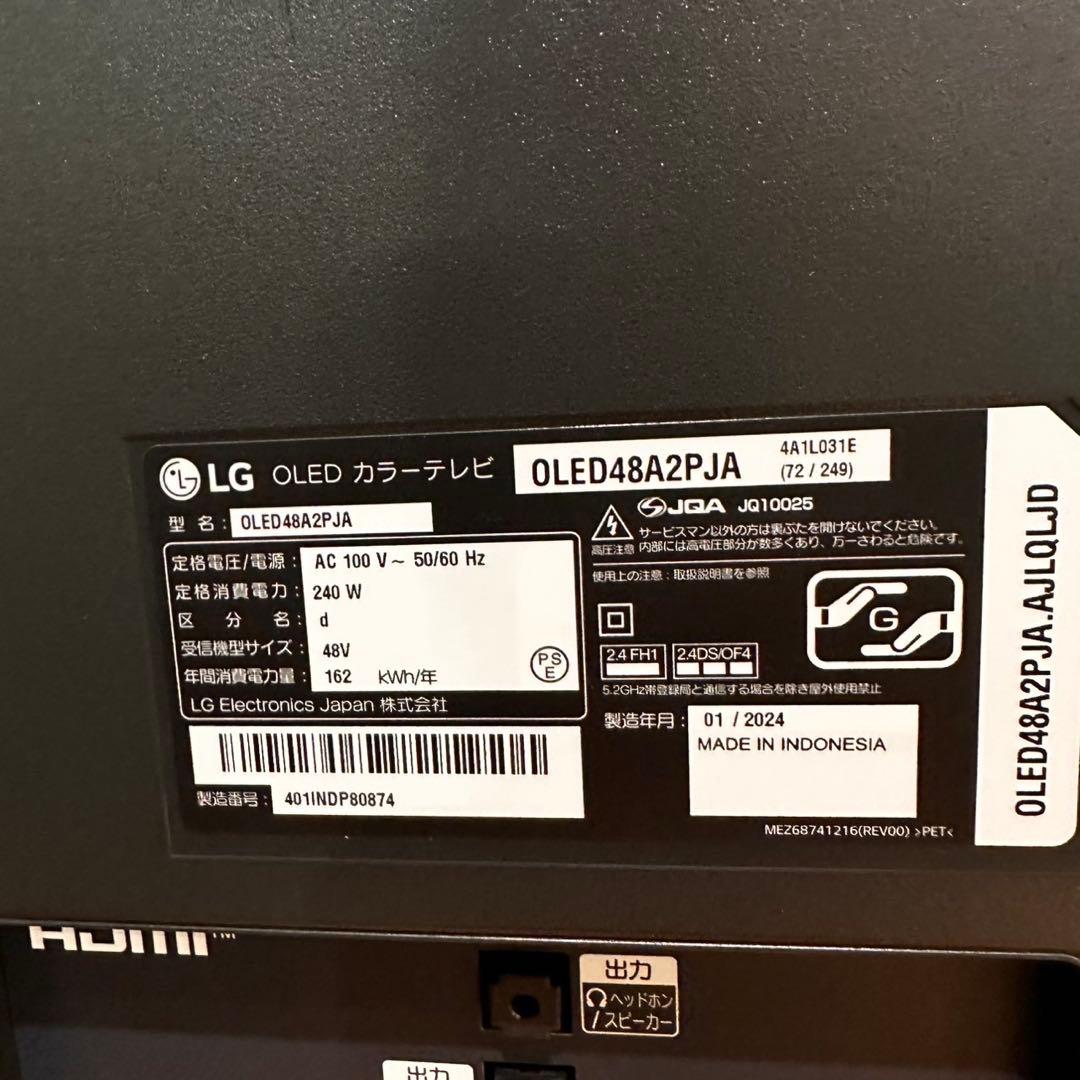 LG OLED カラーテレビ
OLED48A2PJA
4A1L031E
(72 / 249)
型 名: OLED48A2PJA
定格電圧/電源: AC 100 V ~ 50/60 Hz
定格消費電力: 240 W
区 分 名: d
受信機型サイズ: 48V
年間消費電力量: 162 kWh/年
PS
E
LG Electronics Japan 株式会社
製造番号: 401INDP80874
JQA JQ10025
高圧注意
サービスマン以外の方は裏ぶたを開けないでください。
内部には高電圧部分が数多くあり、万一さわると危険です。
使用上の注意:取扱説明書を参照
G
2.4 FH1
2.4DS/OF4
5.2GHz帯登録局と通信する場合を除き屋外使用禁止
製造年月: 01 / 2024
MADE IN INDONESIA
MEZ68741216(REV00) >PET<
OLED48A2PJA.AJLQLJD
HDMI™
出力
ヘッドホン
/スピーカー
出力